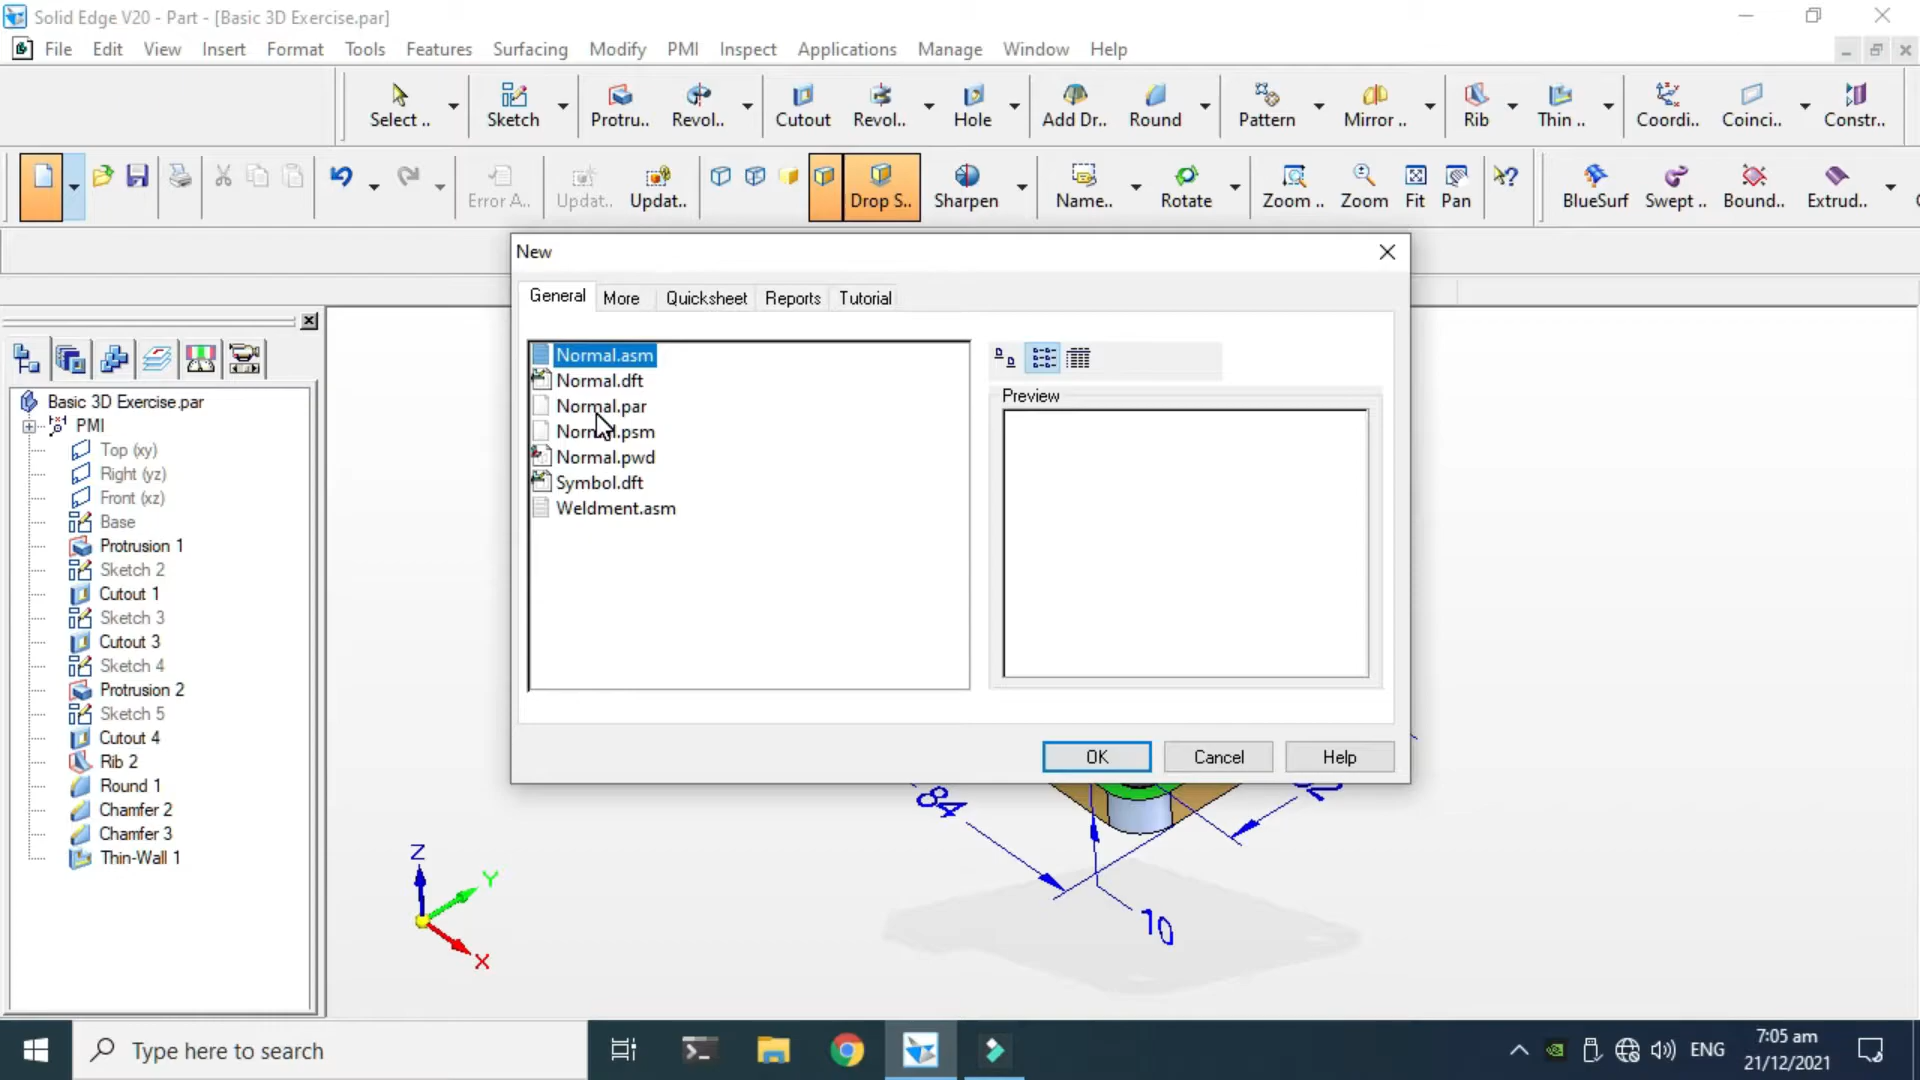 Solid Edge V20 - Part - [Basic 3D Exercise.par]
File Edit View Insert Format Tools Features Surfacing Modify PMI Inspect Applications Manage Window Help
Select .. Sketch Protru.. Revol.. Cutout Revol.. Hole Add Dr.. Round Pattern Mirror .. Rib Thin .. Coordi.. Coinci.. Constr..
Error A.. Updat.. Updat.. Drop S.. Sharpen Name.. Rotate Zoom .. Zoom Fit Pan BlueSurf Swept .. Bound.. Extrud..
New
General More Quicksheet Reports Tutorial
Normal.asm
Normal.dft
Normal.par
Normal.psm
Normal.pwd
Symbol.dft
Weldment.asm
Preview
OK Cancel Help
Basic 3D Exercise.par
PMI
Top (xy)
Right (yz)
Front (xz)
Base
Protrusion 1
Sketch 2
Cutout 1
Sketch 3
Cutout 3
Sketch 4
Protrusion 2
Sketch 5
Cutout 4
Rib 2
Round 1
Chamfer 2
Chamfer 3
Thin-Wall 1
Z
Y
X
84
10
Type here to search
ENG
7:05 am
21/12/2021